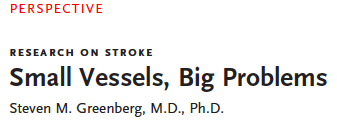 PERSPECTIVE
RESEARCH ON STROKE
Small Vessels, Big Problems
Steven M. Greenberg, M.D., Ph.D.